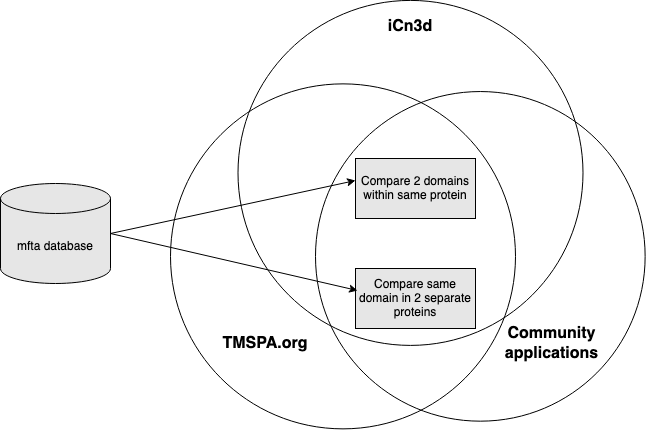 iCn3d
Compare 2 domains
within same protein
mfta database
Compare same
domain in 2 separate
proteins
TMSPA.org
Community
applications